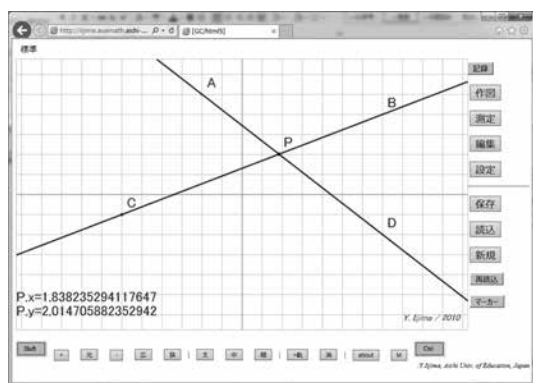 [GC/html5]
標準
記録
作図
測定
編集
設定
保存
読込
新規
再読込
マーカー
A
B
P
C
D
P.x=1.838235294117647
P.y=2.014705882352942
Y. Iijima / 2010
about
M
Y.Iijima, Aichi Univ. of Education, Japan